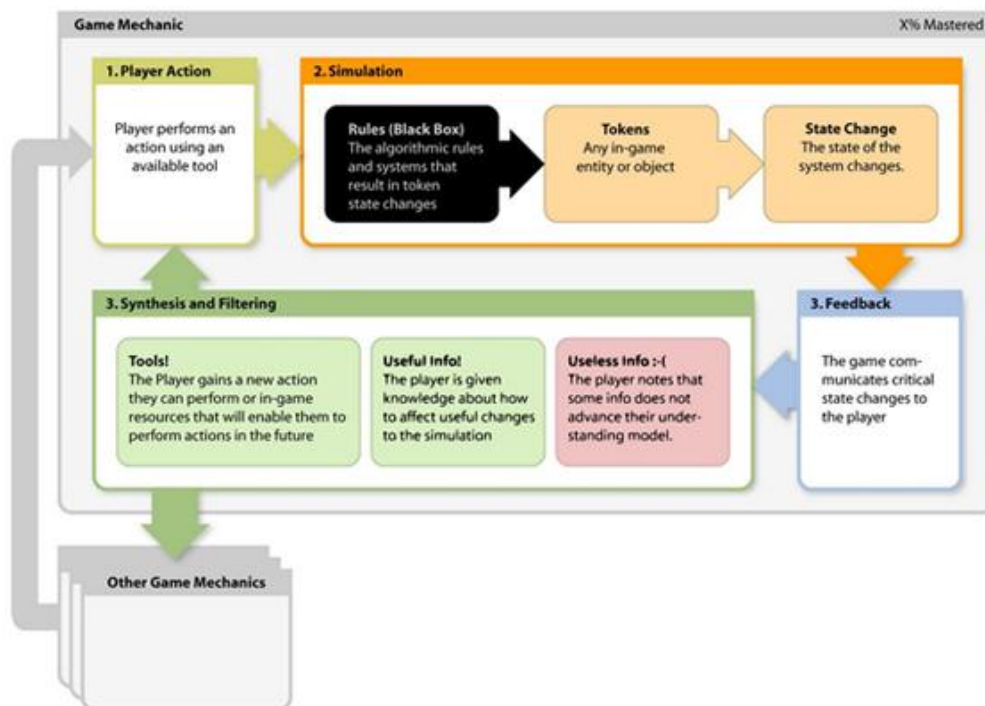 Game Mechanic
X% Mastered
1. Player Action
Player performs an
action using an
available tool
2. Simulation
Rules (Black Box)
The algorithmic rules
and systems that
result in token
state changes
Tokens
Any in-game
entity or object
State Change
The state of the
system changes.
3. Synthesis and Filtering
Tools!
The Player gains a new action
they can perform or in-game
resources that will enable them to
perform actions in the future
Useful Info!
The player is given
knowledge about how
to affect useful changes
to the simulation
Useless Info :-(
The player notes that
some info does not
advance their under-
standing model.
3. Feedback
The game com-
municates critical
state changes to
the player
Other Game Mechanics